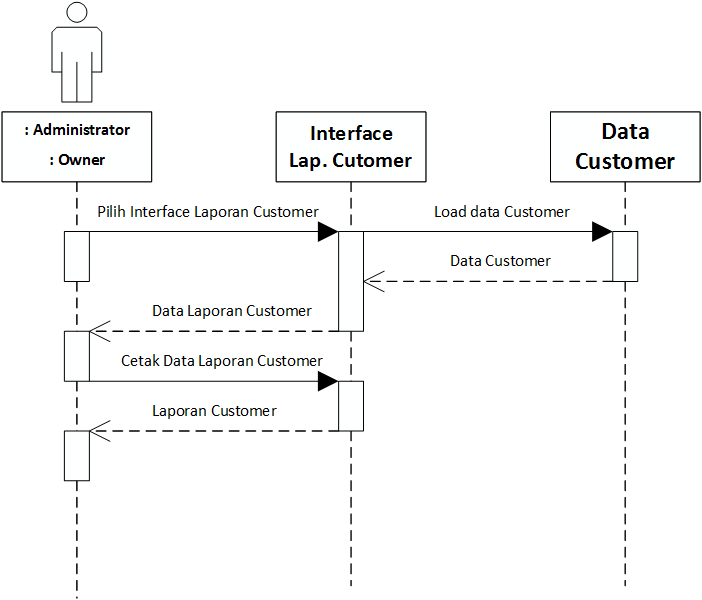 : Administrator
: Owner
Interface
Lap. Cutomer
Data
Customer
Pilih Interface Laporan Customer
Load data Customer
Data Customer
Data Laporan Customer
Cetak Data Laporan Customer
Laporan Customer